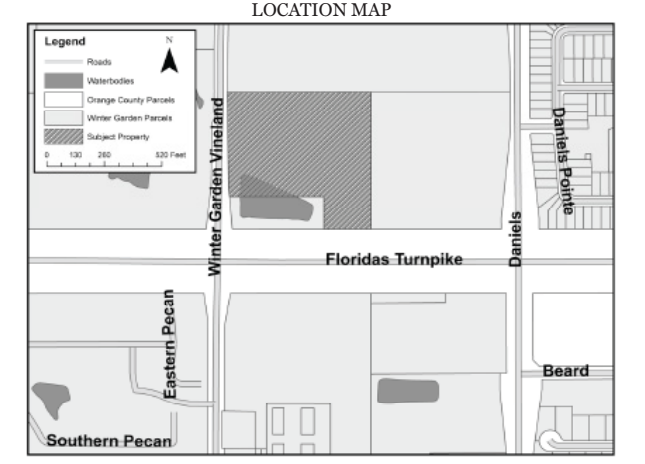 LOCATION MAP
Legend
N
Roads
Waterbodies
Orange County Parcels
Winter Garden Parcels
Subject Property
0 130 260 520 Feet
Winter Garden Vineland
Daniels Pointe
Daniels
Floridas Turnpike
Eastern Pecan
Beard
Southern Pecan